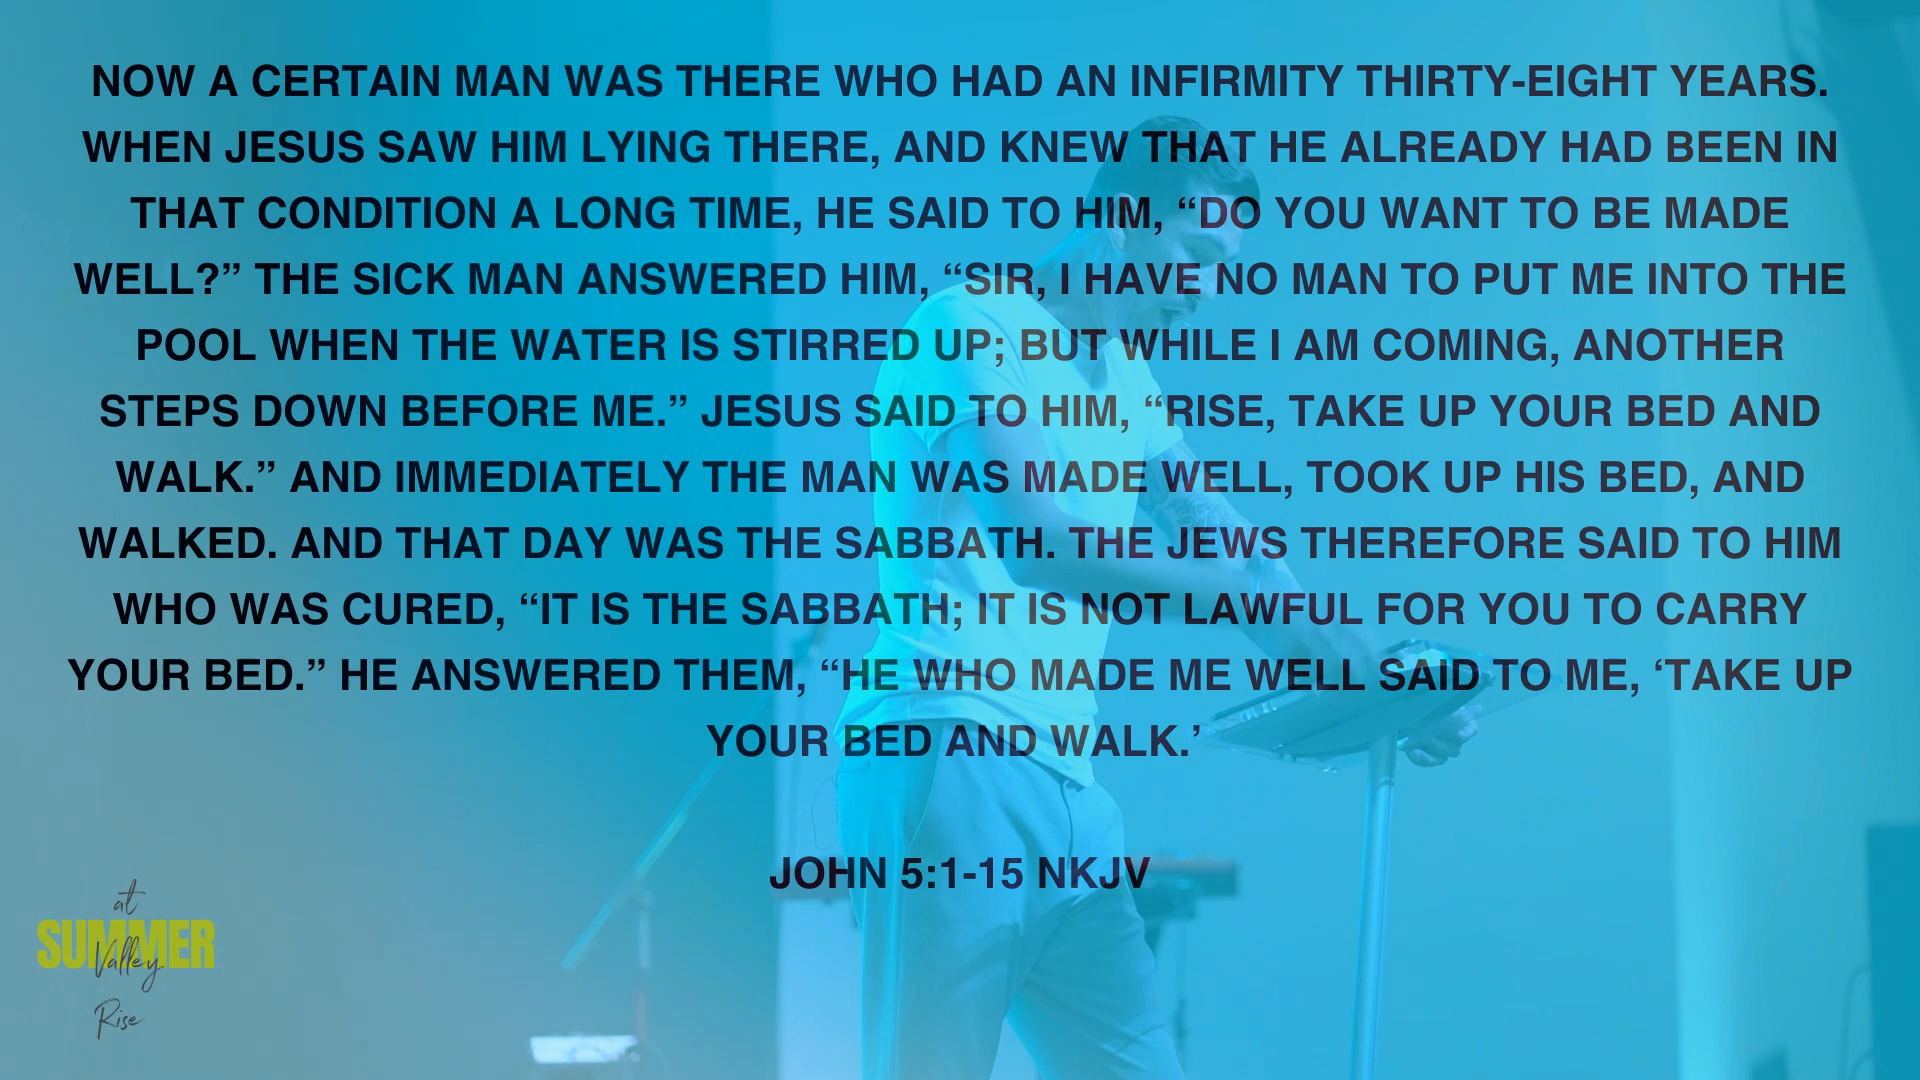 NOW A CERTAIN MAN WAS THERE WHO HAD AN INFIRMITY THIRTY-EIGHT YEARS.
WHEN JESUS SAW HIM LYING THERE, AND KNEW THAT HE ALREADY HAD BEEN IN
THAT CONDITION A LONG TIME, HE SAID TO HIM, “DO YOU WANT TO BE MADE
WELL?” THE SICK MAN ANSWERED HIM, “SIR, I HAVE NO MAN TO PUT ME INTO THE
POOL WHEN THE WATER IS STIRRED UP; BUT WHILE I AM COMING, ANOTHER
STEPS DOWN BEFORE ME.” JESUS SAID TO HIM, “RISE, TAKE UP YOUR BED AND
WALK.” AND IMMEDIATELY THE MAN WAS MADE WELL, TOOK UP HIS BED, AND
WALKED. AND THAT DAY WAS THE SABBATH. THE JEWS THEREFORE SAID TO HIM
WHO WAS CURED, “IT IS THE SABBATH; IT IS NOT LAWFUL FOR YOU TO CARRY
YOUR BED.” HE ANSWERED THEM, “HE WHO MADE ME WELL SAID TO ME, ‘TAKE UP
YOUR BED AND WALK.’
JOHN 5:1-15 NKJV
at
SUMMER
Valley
Rise